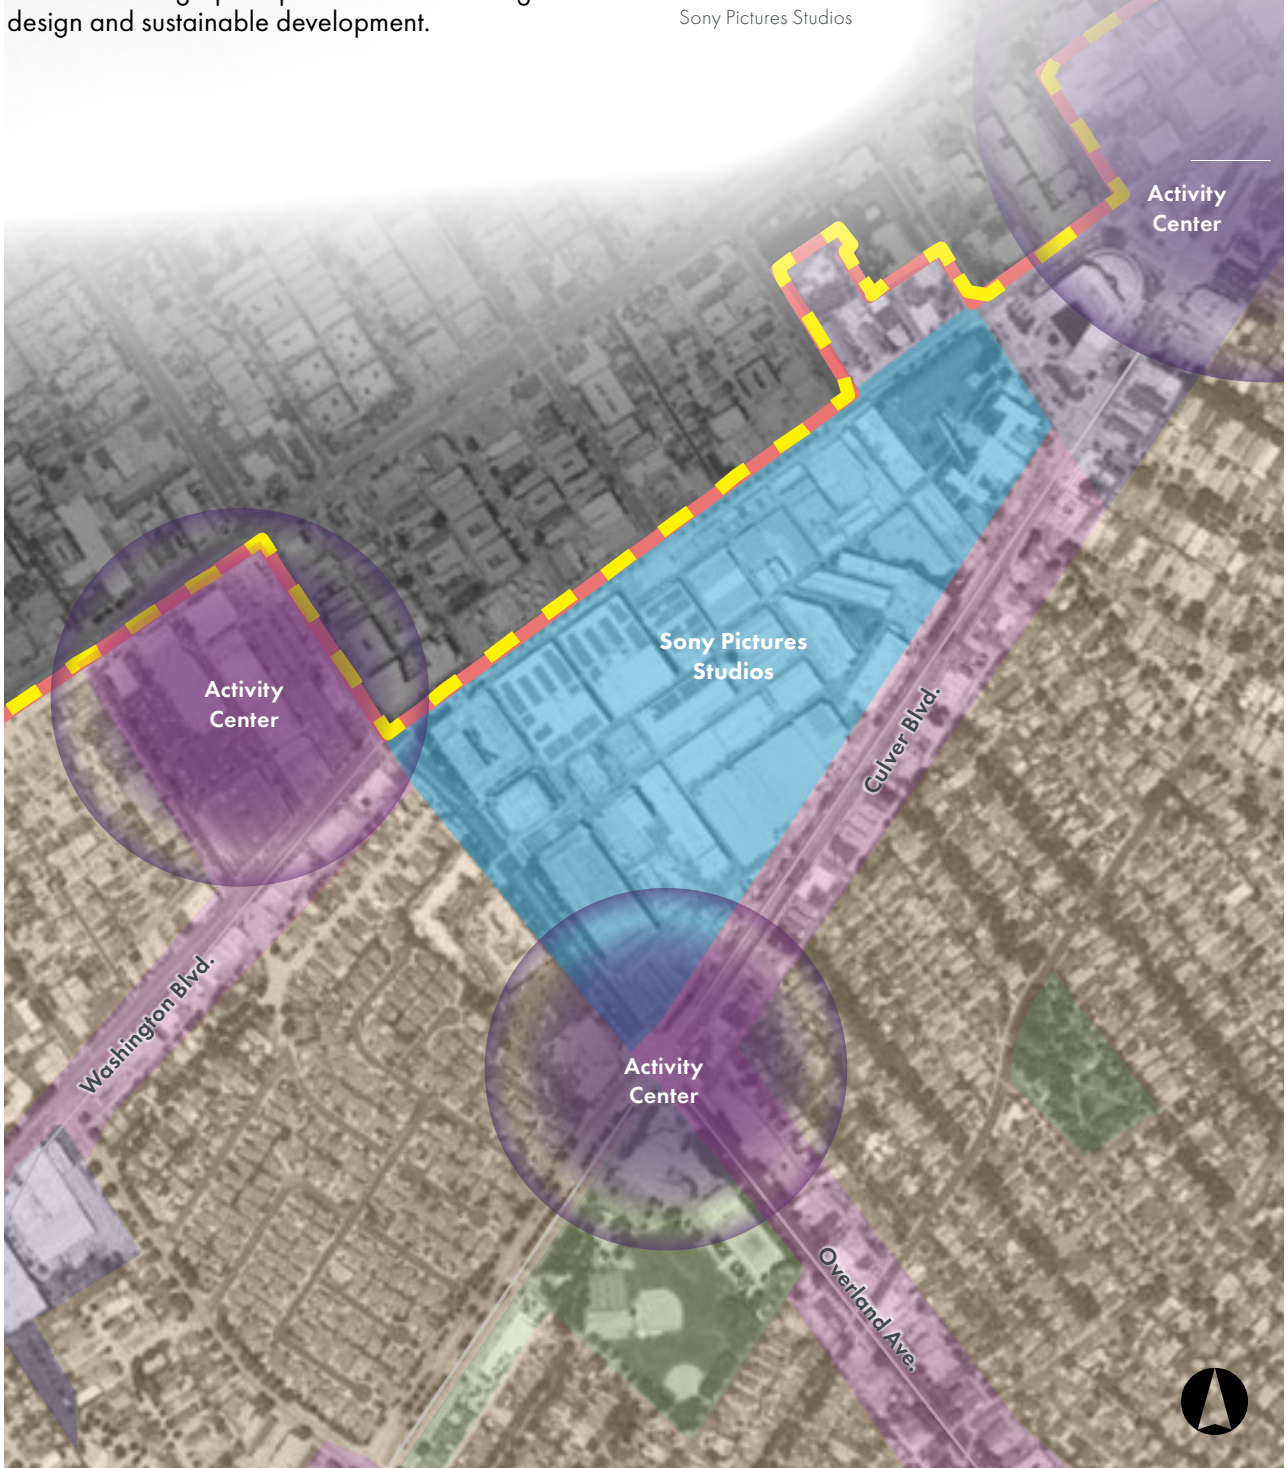 design and sustainable development.
Sony Pictures Studios
Activity
Center
Sony Pictures
Studios
Activity
Center
Culver Blvd.
Washington Blvd.
Activity
Center
Overland Ave.